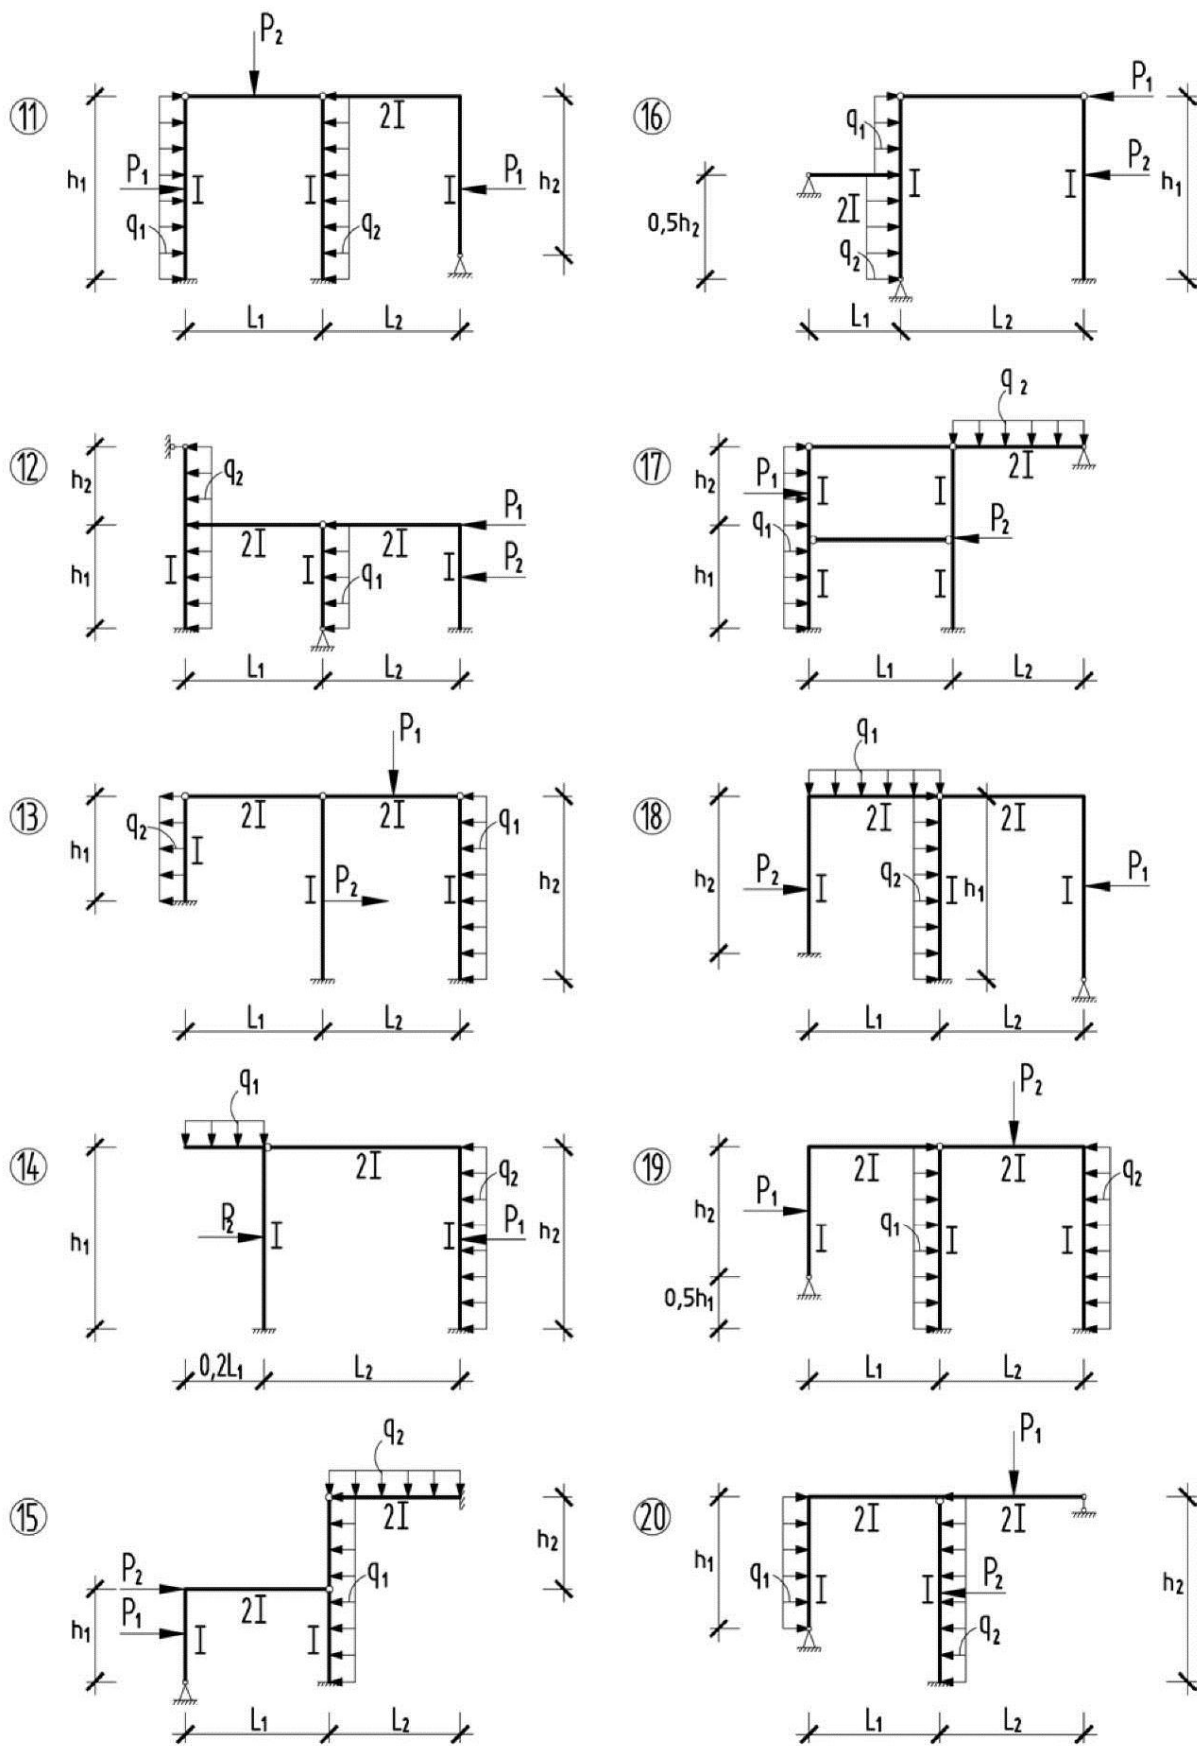 11
P₂
2I
h₁
P₁
I
I
I
P₁
h₂
q₁
q₂
L₁
L₂
16
P₁
q₁
P₂
I
I
h₁
0,5h₂
2I
q₂
L₁
L₂
12
h₂
q₂
P₁
2I
2I
h₁
I
I
I
P₂
q₁
L₁
L₂
17
q₂
h₂
P₁
I
I
2I
q₁
P₂
h₁
I
I
L₁
L₂
13
P₁
2I
2I
h₁
q₂
I
q₁
I
P₂
I
h₂
L₁
L₂
18
q₁
2I
2I
h₂
P₂
I
q₂
I
h₁
I
P₁
L₁
L₂
14
q₁
2I
q₂
h₁
P₂
I
I
P₁
h₂
0,2L₁
L₂
19
P₂
2I
2I
q₂
h₂
P₁
I
q₁
I
I
0,5h₁
L₁
L₂
15
q₂
2I
h₂
P₂
q₁
2I
h₁
P₁
I
I
L₁
L₂
20
P₁
2I
2I
h₁
q₁
I
I
P₂
h₂
q₂
L₁
L₂